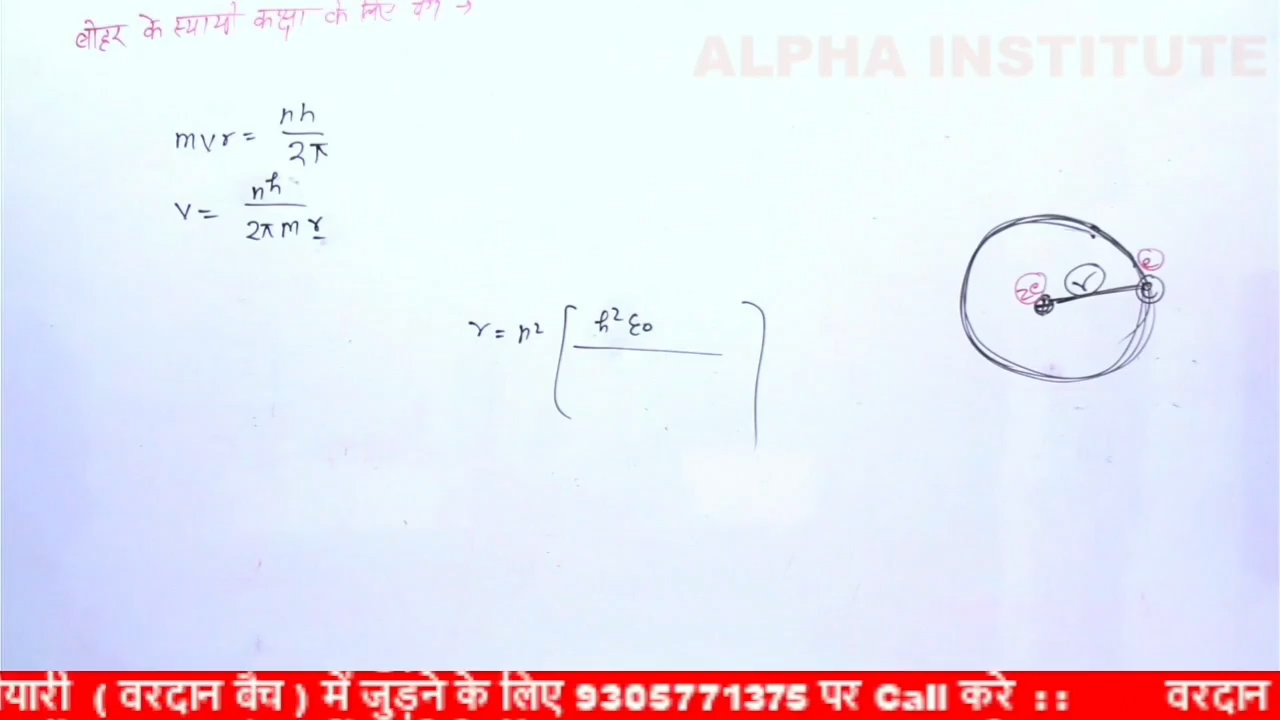 बोहर के स्थायी कक्षा के लिए →
ALPHA INSTITUTE
mvr = nh/2π
v = nh/2πmr
r = n² [ h²ε₀
ze r e
यारी ( वरदान बैच ) में जुड़ने के लिए 9305771375 पर Call करे : : वरदान